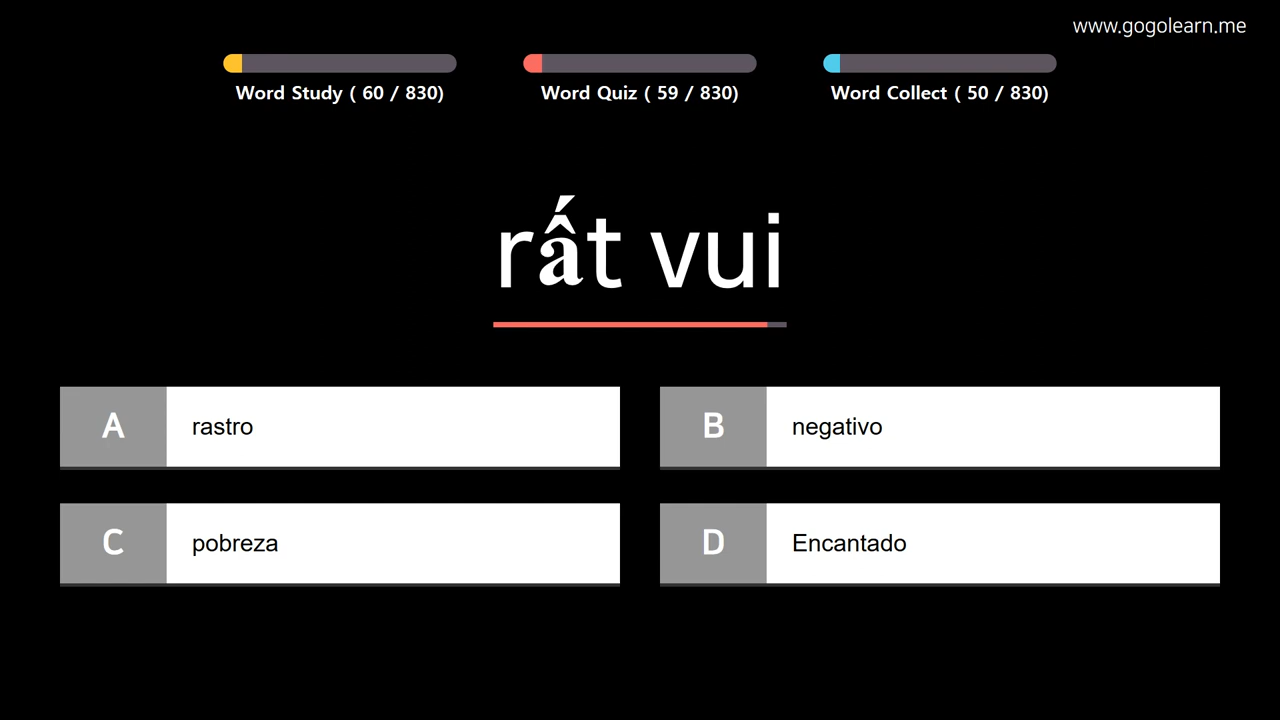 www.gogolearn.me
Word Study ( 60 / 830)
Word Quiz ( 59 / 830)
Word Collect ( 50 / 830)
rất vui
A rastro
B negativo
C pobreza
D Encantado